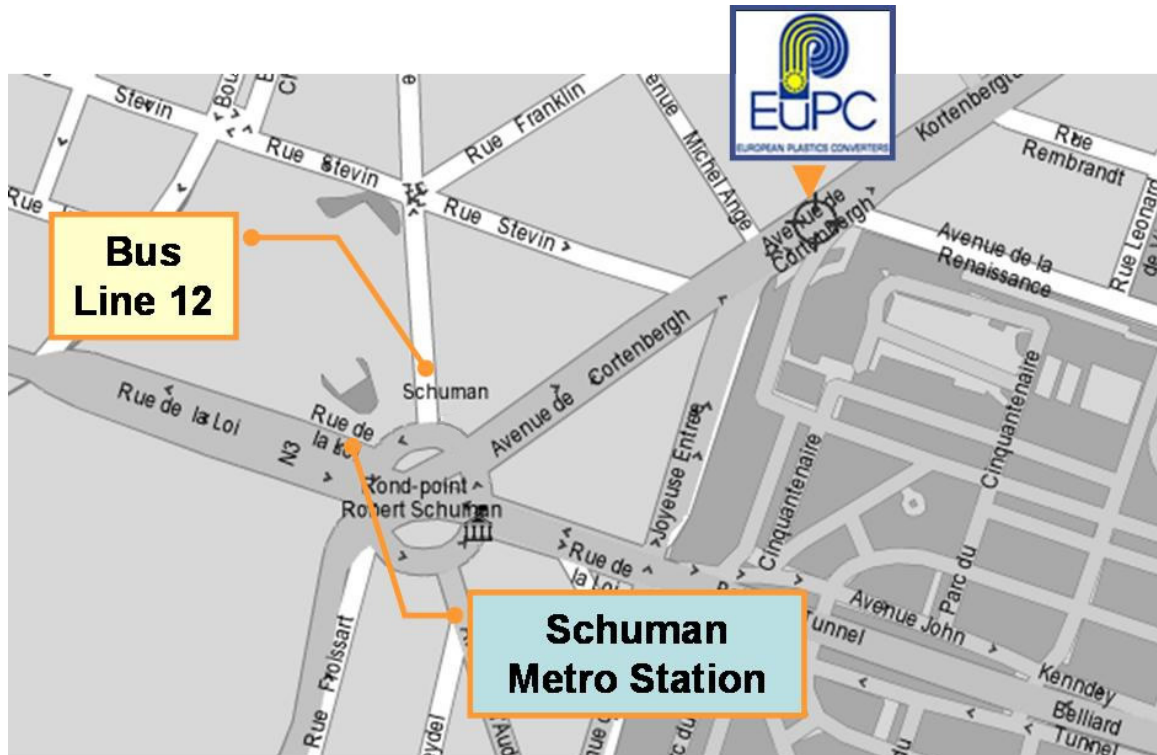 EuPC
EUROPEAN PLASTICS CONVERTERS
Stevin
Rue Stevin
Rue Franklin
Rue Stevin
Michel Ange
Kortenbergh
Rue
Rembrandt
Rue Leonard
Avenue de
Cortenbergh
Avenue de la
Renaissance
Rue
Bus
Line 12
Schuman
Avenue de Cortenbergh
Rue de la Loi
Rue de
la Loi
N3
Rond-point
Robert Schuman
Joyeuse Entree
Cinquantenaire
Cinquantenaire
Parc du
Rue de
la Loi
Avenue John
Kenndey
Tunnel
Belliard
Tunnel
Schuman
Metro Station
Rue Froissart